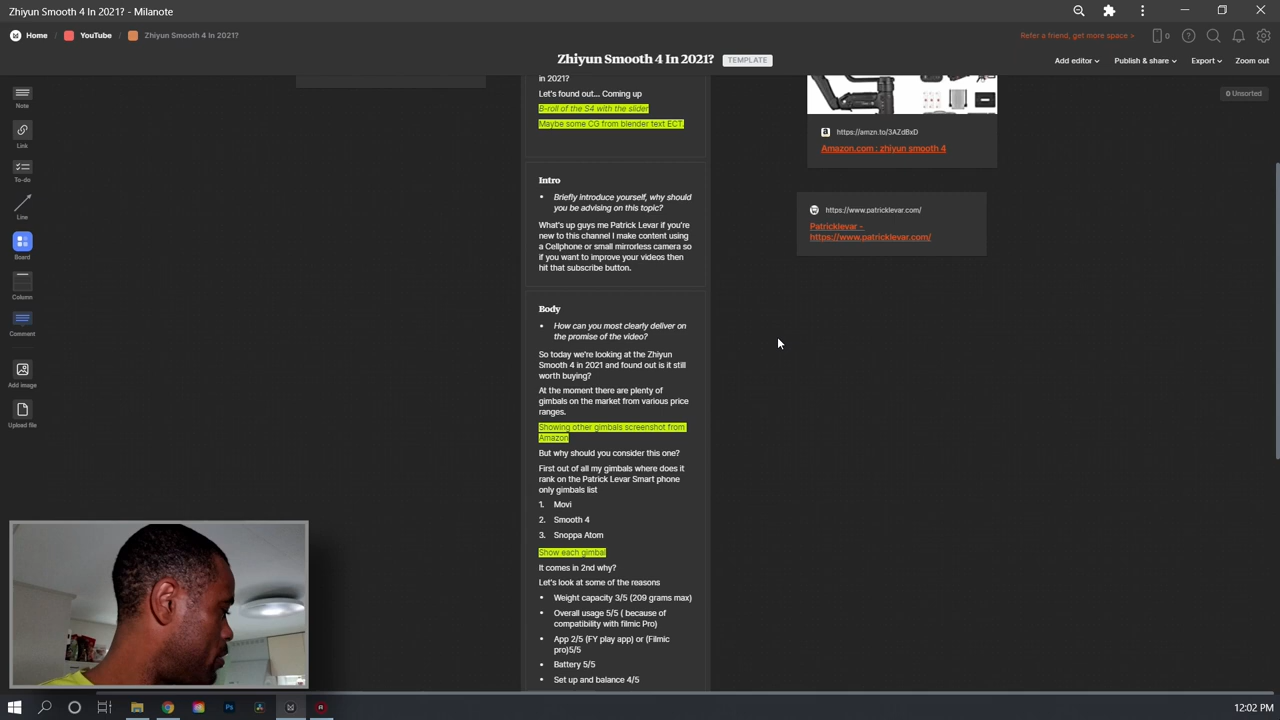 Zhiyun Smooth 4 In 2021? - Milanote
Home
YouTube
Zhiyun Smooth 4 In 2021?
Refer a friend, get more space >
0
Zhiyun Smooth 4 In 2021?
TEMPLATE
Add editor
Publish & share
Export
Zoom out
0 Unsorted
Note
Link
To-do
Line
Board
Column
Comment
Add image
Upload file
in 2021?
Let's found out... Coming up
B-roll of the S4 with the slider
Maybe some CG from blender text ECT.
Intro
• Briefly introduce yourself, why should
you be advising on this topic?
What's up guys me Patrick Levar if you're
new to this channel I make content using
a Cellphone or small mirrorless camera so
if you want to improve your videos then
hit that subscribe button.
Body
• How can you most clearly deliver on
the promise of the video?
So today we're looking at the Zhiyun
Smooth 4 in 2021 and found out is it still
worth buying?
At the moment there are plenty of
gimbals on the market from various price
ranges.
Showing other gimbals screenshot from
Amazon
But why should you consider this one?
First out of all my gimbals where does it
rank on the Patrick Levar Smart phone
only gimbals list
1. Movi
2. Smooth 4
3. Snoppa Atom
Show each gimbal
It comes in 2nd why?
Let's look at some of the reasons
• Weight capacity 3/5 (209 grams max)
• Overall usage 5/5 ( because of
compatibility with filmic Pro)
• App 2/5 (FY play app) or (Filmic
pro)5/5
• Battery 5/5
• Set up and balance 4/5
https://amzn.to/3AZdBxD
Amazon.com : zhiyun smooth 4
https://www.patricklevar.com/
Patricklevar -
https://www.patricklevar.com/
12:02 PM